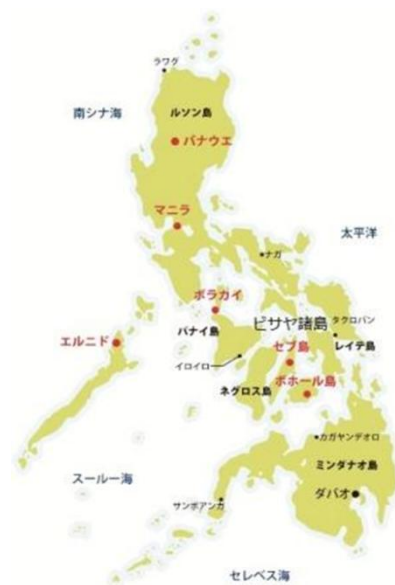 ラワグ
南シナ海
ルソン島
バナウエ
マニラ
太平洋
ナガ
ボラカイ
ビサヤ諸島
タクロバン
パナイ島
エルニド
セブ島
レイテ島
イロイロ
ネグロス島
ボホール島
カガヤンデオロ
ミンダナオ島
スールー海
ダバオ
サンボアンガ
セレベス海